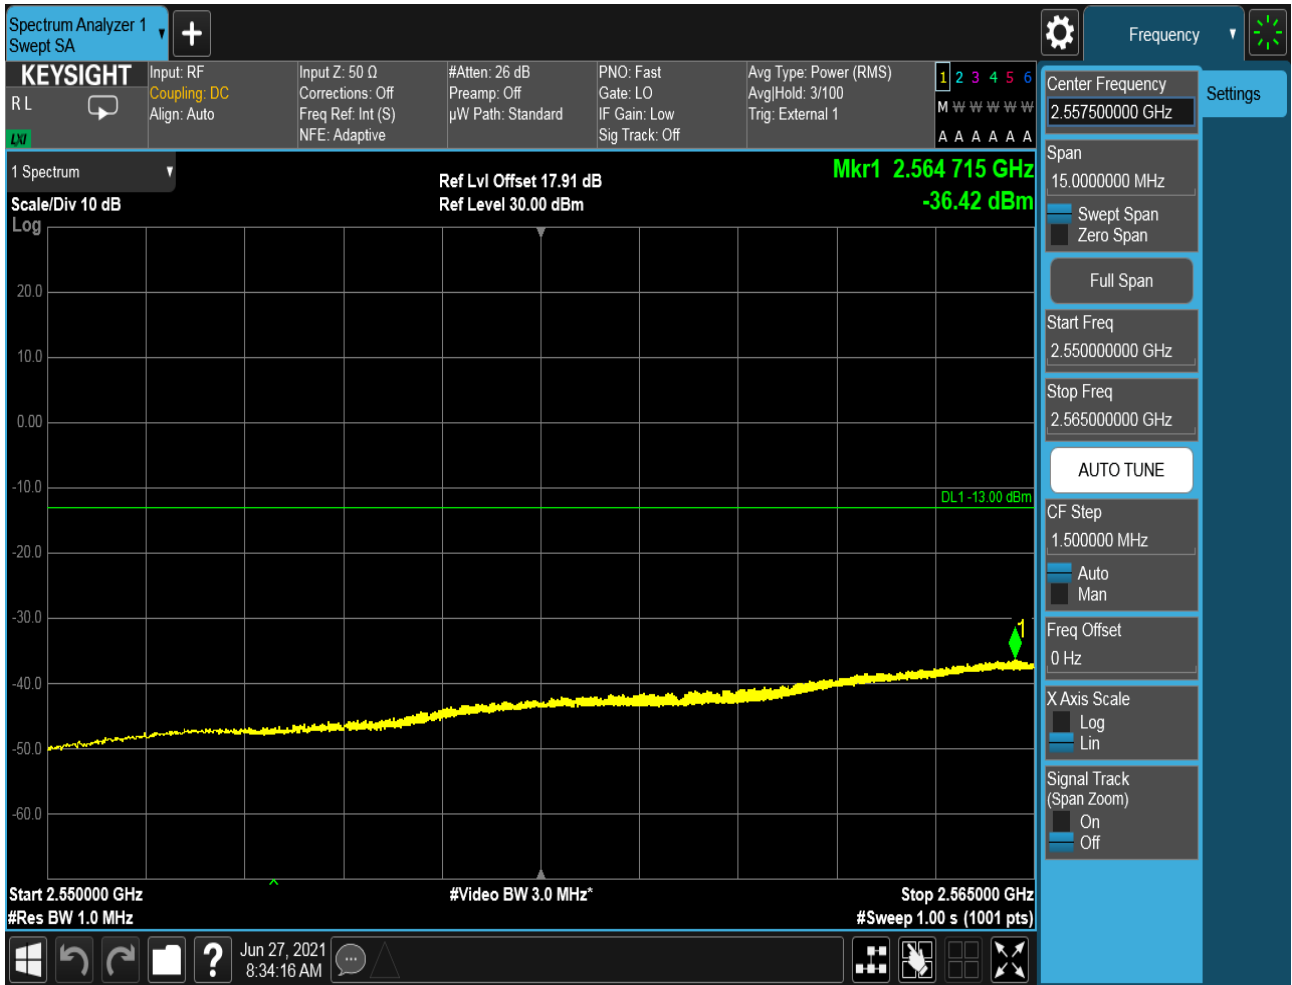 Spectrum Analyzer 1
Swept SA
Frequency
KEYSIGHT
R L
LXI
Input: RF
Coupling: DC
Align: Auto
Input Z: 50 Ω
Corrections: Off
Freq Ref: Int (S)
NFE: Adaptive
#Atten: 26 dB
Preamp: Off
µW Path: Standard
PNO: Fast
Gate: LO
IF Gain: Low
Sig Track: Off
Avg Type: Power (RMS)
Avg|Hold: 3/100
Trig: External 1
1 2 3 4 5 6
M W W W W W
A A A A A A
1 Spectrum
Scale/Div 10 dB
Log
Ref Lvl Offset 17.91 dB
Ref Level 30.00 dBm
Mkr1 2.564 715 GHz
-36.42 dBm
20.0
10.0
0.00
-10.0
DL1 -13.00 dBm
-20.0
-30.0
1
-40.0
-50.0
-60.0
Start 2.550000 GHz
#Res BW 1.0 MHz
#Video BW 3.0 MHz*
Stop 2.565000 GHz
#Sweep 1.00 s (1001 pts)
Jun 27, 2021
8:34:16 AM
Center Frequency
2.557500000 GHz
Settings
Span
15.0000000 MHz
Swept Span
Zero Span
Full Span
Start Freq
2.550000000 GHz
Stop Freq
2.565000000 GHz
AUTO TUNE
CF Step
1.500000 MHz
Auto
Man
Freq Offset
0 Hz
X Axis Scale
Log
Lin
Signal Track
(Span Zoom)
On
Off